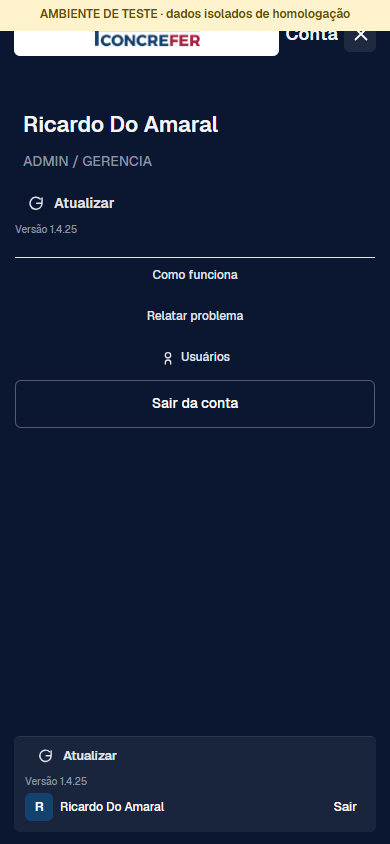 AMBIENTE DE TESTE · dados isolados de homologação
CONCREFER
Conta
Ricardo Do Amaral
ADMIN / GERENCIA
Atualizar
Versão 1.4.25
Como funciona
Relatar problema
Usuários
Sair da conta
Atualizar
Versão 1.4.25
R Ricardo Do Amaral Sair